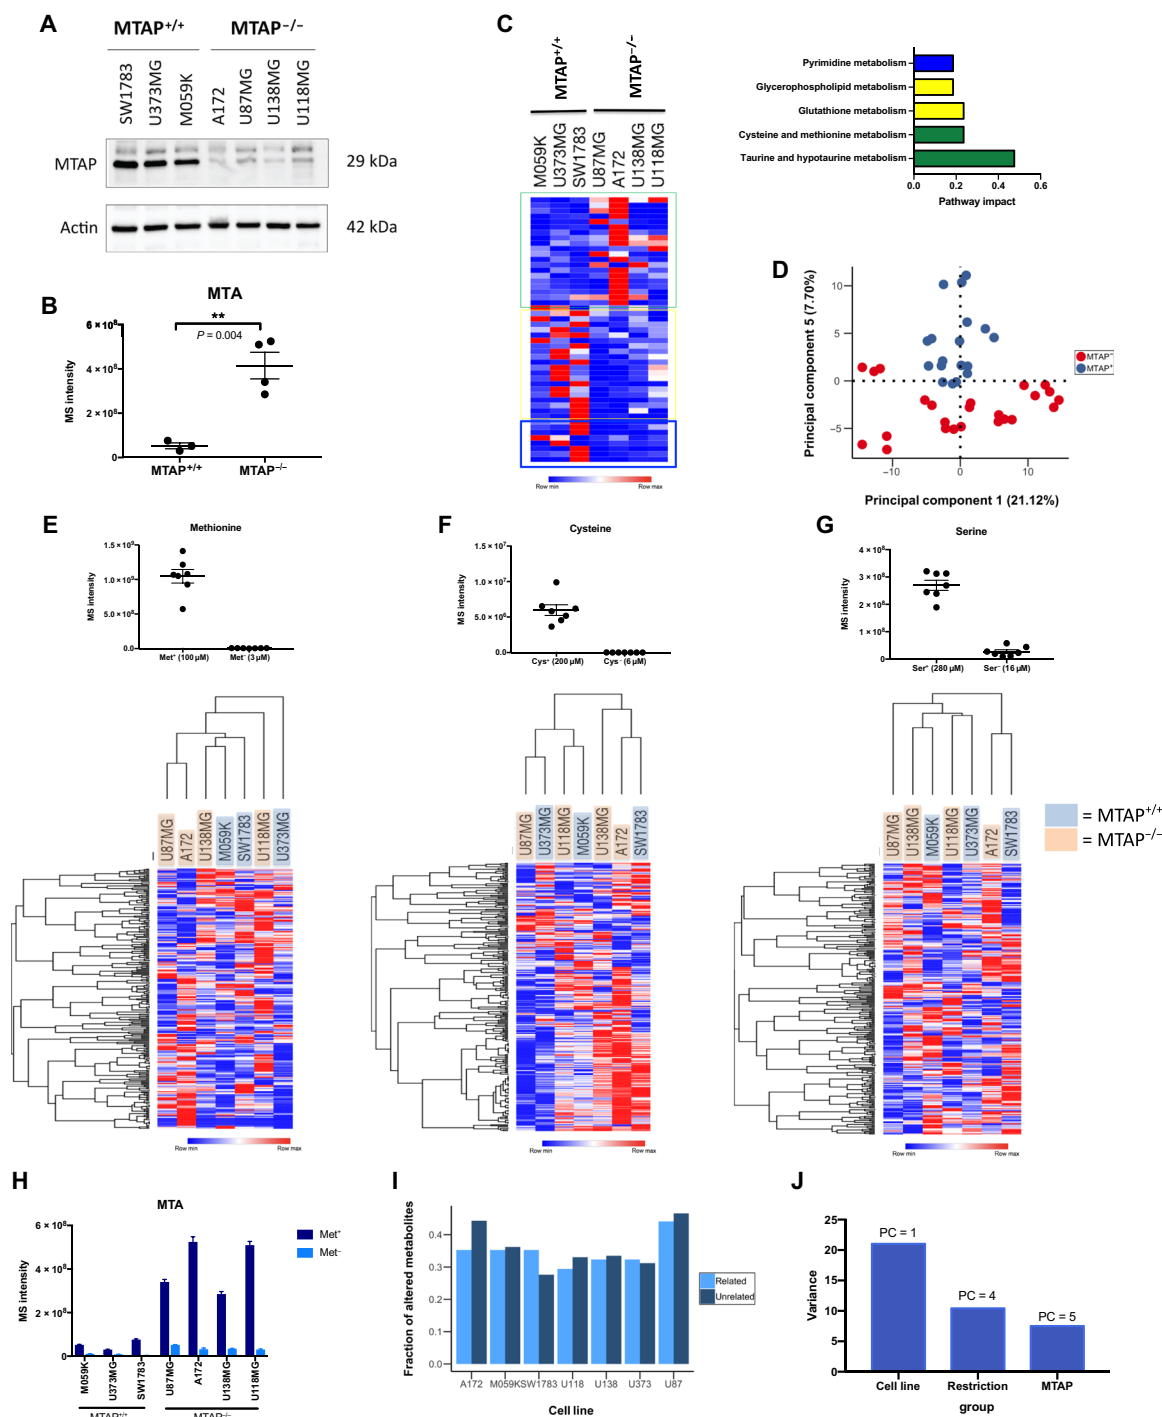 A
MTAP+/+
MTAP−/−
SW1783
U373MG
M059K
A172
U87MG
U138MG
U118MG
MTAP
29 kDa
Actin
42 kDa
B
MTA
**
P = 0.004
MS intensity
6 × 10⁸
4 × 10⁸
2 × 10⁸
0
MTAP+/+
MTAP−/−
C
MTAP+/+
MTAP−/−
M059K
U373MG
SW1783
U87MG
A172
U138MG
U118MG
Row min
Row max
Pyrimidine metabolism
Glycerophospholipid metabolism
Glutathione metabolism
Cysteine and methionine metabolism
Taurine and hypotaurine metabolism
0.0 0.2 0.4 0.6
Pathway impact
D
Principal component 5 (7.70%)
10
5
0
−5
−10 0 10
Principal component 1 (21.12%)
MTAP−
MTAP+
E
Methionine
MS intensity
1.5 × 10⁹
1.0 × 10⁹
5.0 × 10⁸
0.0
Met+ (100 µM)
Met− (3 µM)
U87MG
A172
U138MG
M059K
SW1783
U118MG
U373MG
Row min
Row max
F
Cysteine
MS intensity
1.5 × 10⁷
1.0 × 10⁷
5.0 × 10⁶
0.0
Cys+ (200 µM)
Cys− (6 µM)
U87MG
U373MG
U118MG
M059K
U138MG
A172
SW1783
Row min
Row max
G
Serine
MS intensity
4 × 10⁸
3 × 10⁸
2 × 10⁸
1 × 10⁸
0
Ser+ (280 µM)
Ser− (16 µM)
U87MG
U138MG
M059K
U118MG
U373MG
A172
SW1783
Row min
Row max
= MTAP+/+
= MTAP−/−
H
MTA
MS intensity
6 × 10⁸
4 × 10⁸
2 × 10⁸
0
Met+
Met−
M059K
U373MG
SW1783
U87MG
A172
U138MG
U118MG
MTAP+/+
MTAP−/−
I
Fraction of altered metabolites
0.4
0.3
0.2
0.1
0.0
A172 M059K SW1783 U118 U138 U373 U87
Cell line
Related
Unrelated
J
Variance
25
20
15
10
5
0
PC = 1
PC = 4
PC = 5
Cell line
Restriction
MTAP
group